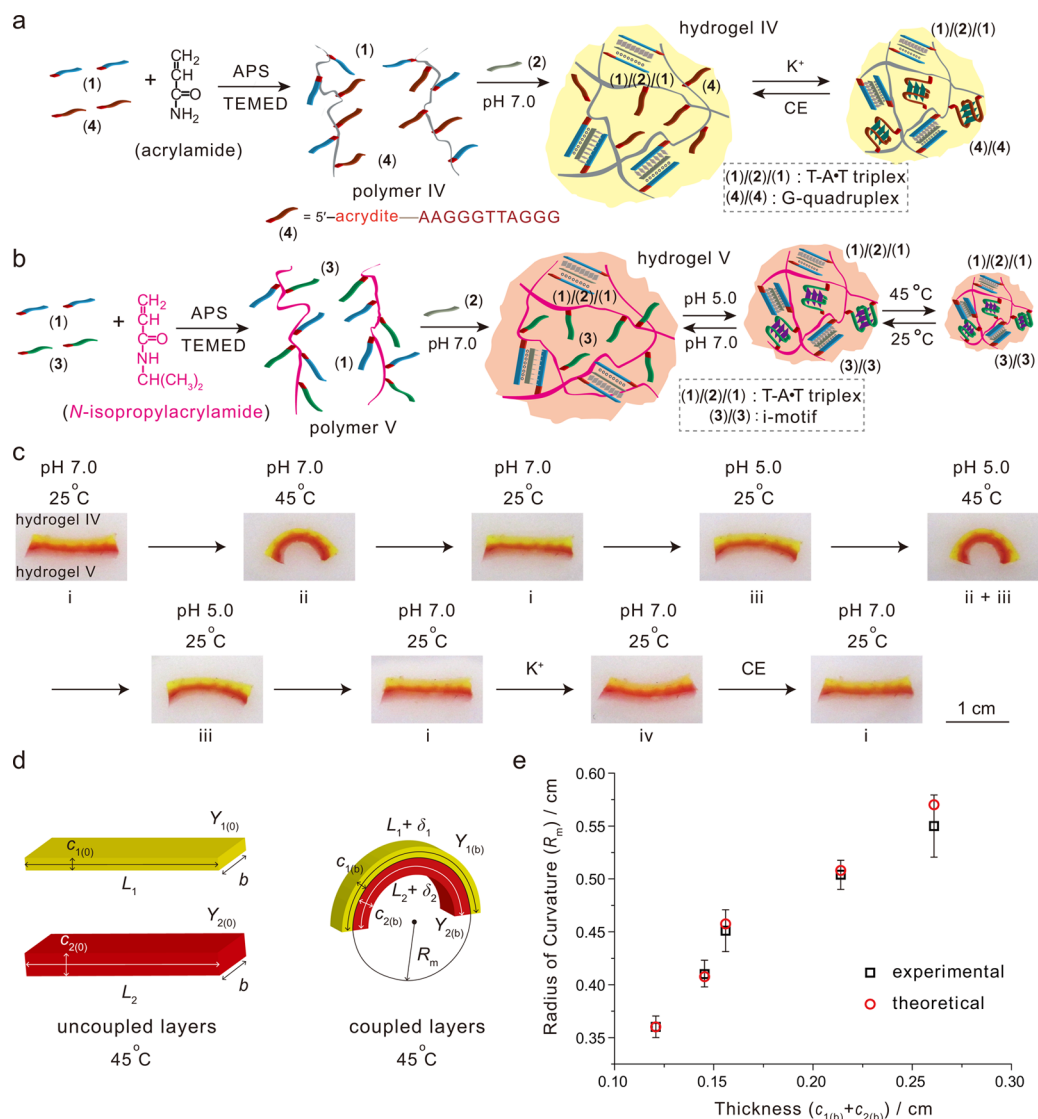 a
(1)
(4)
+
CH2
CH
C
O
NH2
(acrylamide)
APS
TEMED
(1)
(4)
polymer IV
(2)
pH 7.0
hydrogel IV
(1)/(2)/(1)
(4)
K+
CE
(1)/(2)/(1)
(4)/(4)
(1)/(2)/(1) : T-A•T triplex
(4)/(4) : G-quadruplex
(4) = 5′–acrydite—AAGGGTTAGGG
b
(1)
(3)
+
CH2
CH
C
O
NH
CH(CH3)2
(N-isopropylacrylamide)
APS
TEMED
(3)
(1)
polymer V
(2)
pH 7.0
hydrogel V
(1)/(2)/(1)
(3)
pH 5.0
pH 7.0
(1)/(2)/(1)
(3)/(3)
45 °C
25 °C
(1)/(2)/(1)
(3)/(3)
(1)/(2)/(1) : T-A•T triplex
(3)/(3) : i-motif
c
pH 7.0
25°C
hydrogel IV
hydrogel V
i
pH 7.0
45°C
ii
pH 7.0
25°C
i
pH 5.0
25°C
iii
pH 5.0
45°C
ii + iii
pH 5.0
25°C
iii
pH 7.0
25°C
i
K+
pH 7.0
25°C
iv
CE
pH 7.0
25°C
i
1 cm
d
Y1(0)
c1(0)
L1
b
Y2(0)
c2(0)
L2
b
uncoupled layers
45°C
L1 + δ1
c1(b)
Y1(b)
L2 + δ2
c2(b)
Y2(b)
Rm
coupled layers
45°C
e
Radius of Curvature (Rm) / cm
0.60
0.55
0.50
0.45
0.40
0.35
experimental
theoretical
0.10
0.15
0.20
0.25
0.30
Thickness (c1(b)+c2(b)) / cm